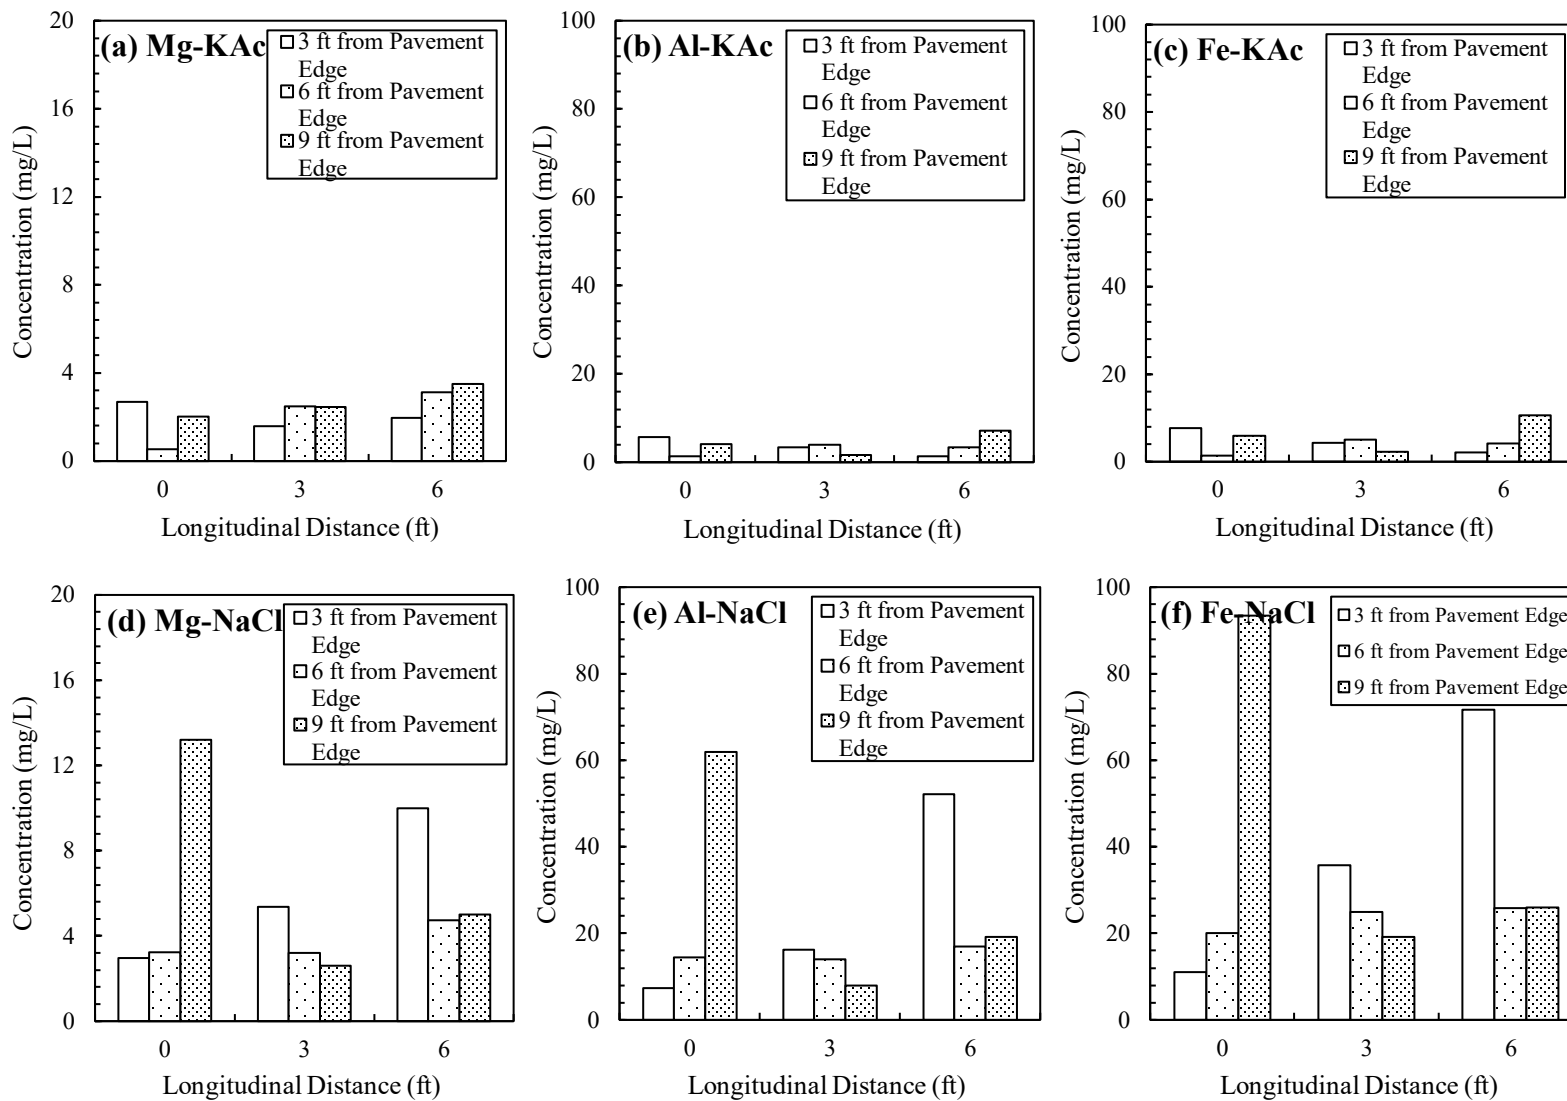 (a) Mg-KAc
3 ft from Pavement
Edge
6 ft from Pavement
Edge
9 ft from Pavement
Edge
20
16
12
8
4
0
Concentration (mg/L)
0 3 6
Longitudinal Distance (ft)
(b) Al-KAc
3 ft from Pavement
Edge
6 ft from Pavement
Edge
9 ft from Pavement
Edge
100
80
60
40
20
0
Concentration (mg/L)
0 3 6
Longitudinal Distance (ft)
(c) Fe-KAc
3 ft from Pavement
Edge
6 ft from Pavement
Edge
9 ft from Pavement
Edge
100
80
60
40
20
0
Concentration (mg/L)
0 3 6
Longitudinal Distance (ft)
(d) Mg-NaCl
3 ft from Pavement
Edge
6 ft from Pavement
Edge
9 ft from Pavement
Edge
20
16
12
8
4
0
Concentration (mg/L)
0 3 6
Longitudinal Distance (ft)
(e) Al-NaCl
3 ft from Pavement
Edge
6 ft from Pavement
Edge
9 ft from Pavement
Edge
100
80
60
40
20
0
Concentration (mg/L)
0 3 6
Longitudinal Distance (ft)
(f) Fe-NaCl
3 ft from Pavement Edge
6 ft from Pavement Edge
9 ft from Pavement Edge
100
80
60
40
20
0
Concentration (mg/L)
0 3 6
Longitudinal Distance (ft)